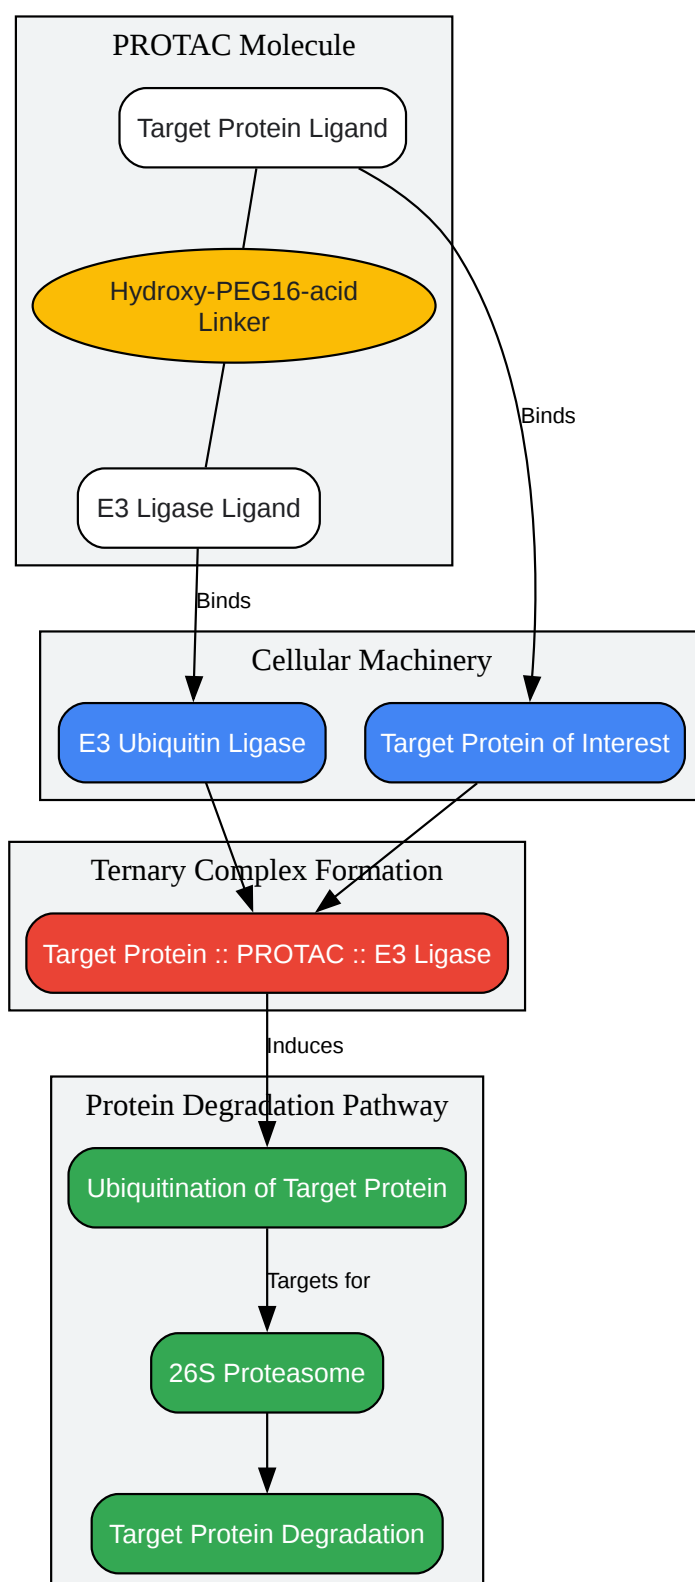 PROTAC Molecule
Target Protein Ligand
Hydroxy-PEG16-acid
Linker
Binds
E3 Ligase Ligand
Binds
Cellular Machinery
E3 Ubiquitin Ligase
Target Protein of Interest
Ternary Complex Formation
Target Protein :: PROTAC :: E3 Ligase
Induces
Protein Degradation Pathway
Ubiquitination of Target Protein
Targets for
26S Proteasome
Target Protein Degradation